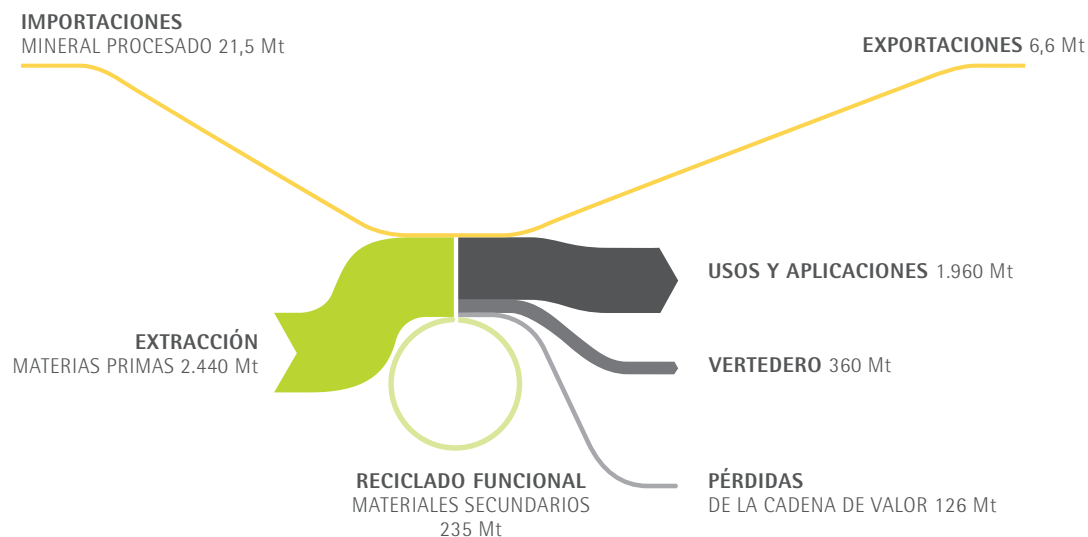 IMPORTACIONES
MINERAL PROCESADO 21,5 Mt
EXPORTACIONES 6,6 Mt
USOS Y APLICACIONES 1.960 Mt
EXTRACCIÓN
MATERIAS PRIMAS 2.440 Mt
VERTEDERO 360 Mt
RECICLADO FUNCIONAL
MATERIALES SECUNDARIOS
235 Mt
PÉRDIDAS
DE LA CADENA DE VALOR 126 Mt